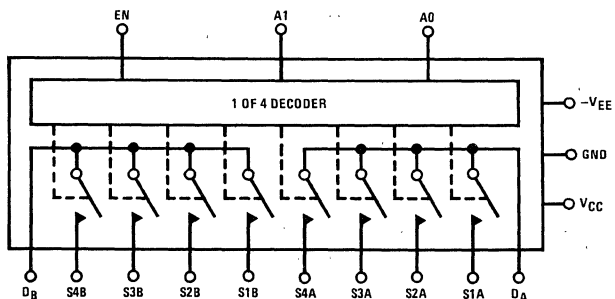 EN A1 A0
1 OF 4 DECODER
-VEE
GND
VCC
DB S4B S3B S2B S1B S4A S3A S2A S1A DA